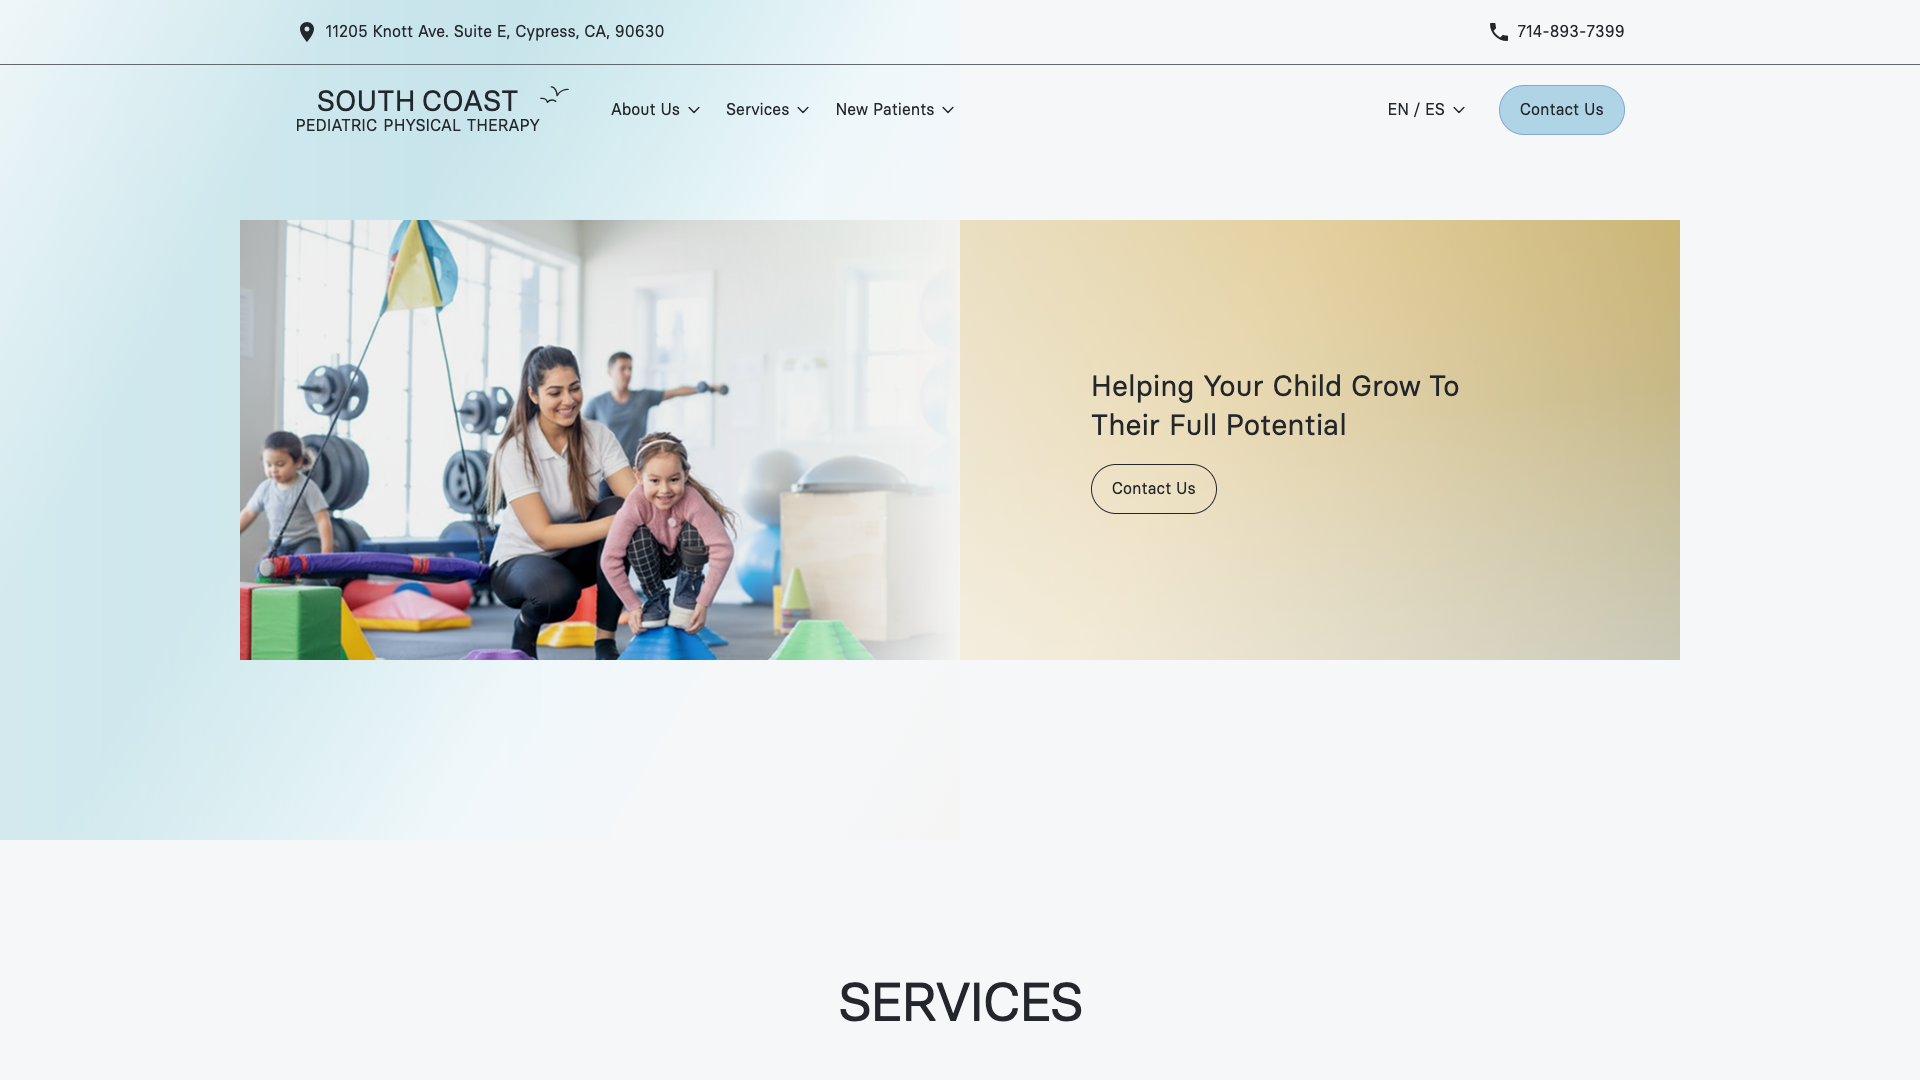 11205 Knott Ave. Suite E, Cypress, CA, 90630
714-893-7399
SOUTH COAST
PEDIATRIC PHYSICAL THERAPY
About Us
Services
New Patients
EN / ES
Contact Us
Helping Your Child Grow To
Their Full Potential
Contact Us
SERVICES